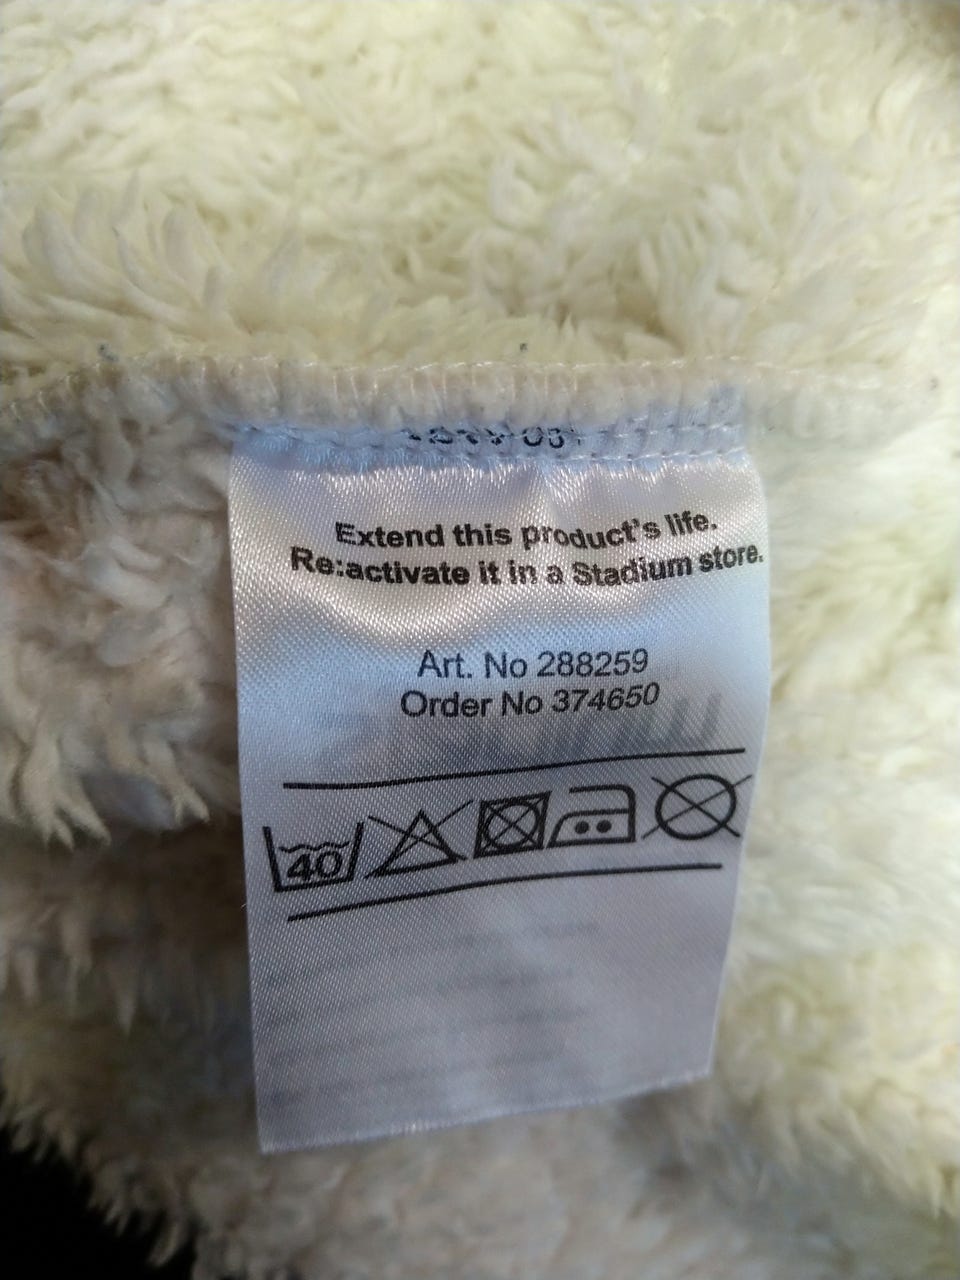 Extend this product's life.
Re:activate it in a Stadium store.
Art. No 288259
Order No 374650
40